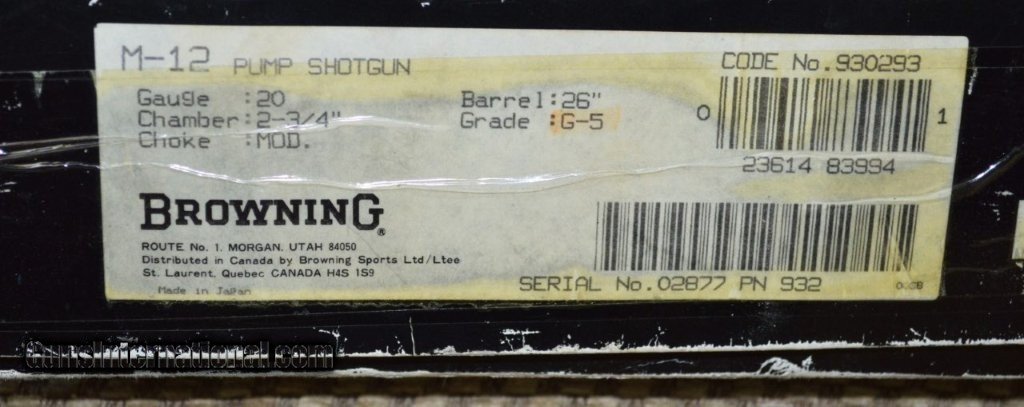 M-12 PUMP SHOTGUN
Gauge :20
Chamber:2-3/4"
Choke :MOD.
Barrel:26"
Grade :G-5
CODE No.930293
0 1
23614 83994
BROWNING®
ROUTE No. 1, MORGAN, UTAH 84050
Distributed in Canada by Browning Sports Ltd/Ltee
St. Laurent, Quebec CANADA H4S 1S9
Made in Japan
SERIAL No.02877 PN 932
GunsInternational.com